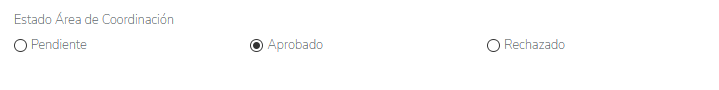 Estado Área de Coordinación
Pendiente Aprobado Rechazado